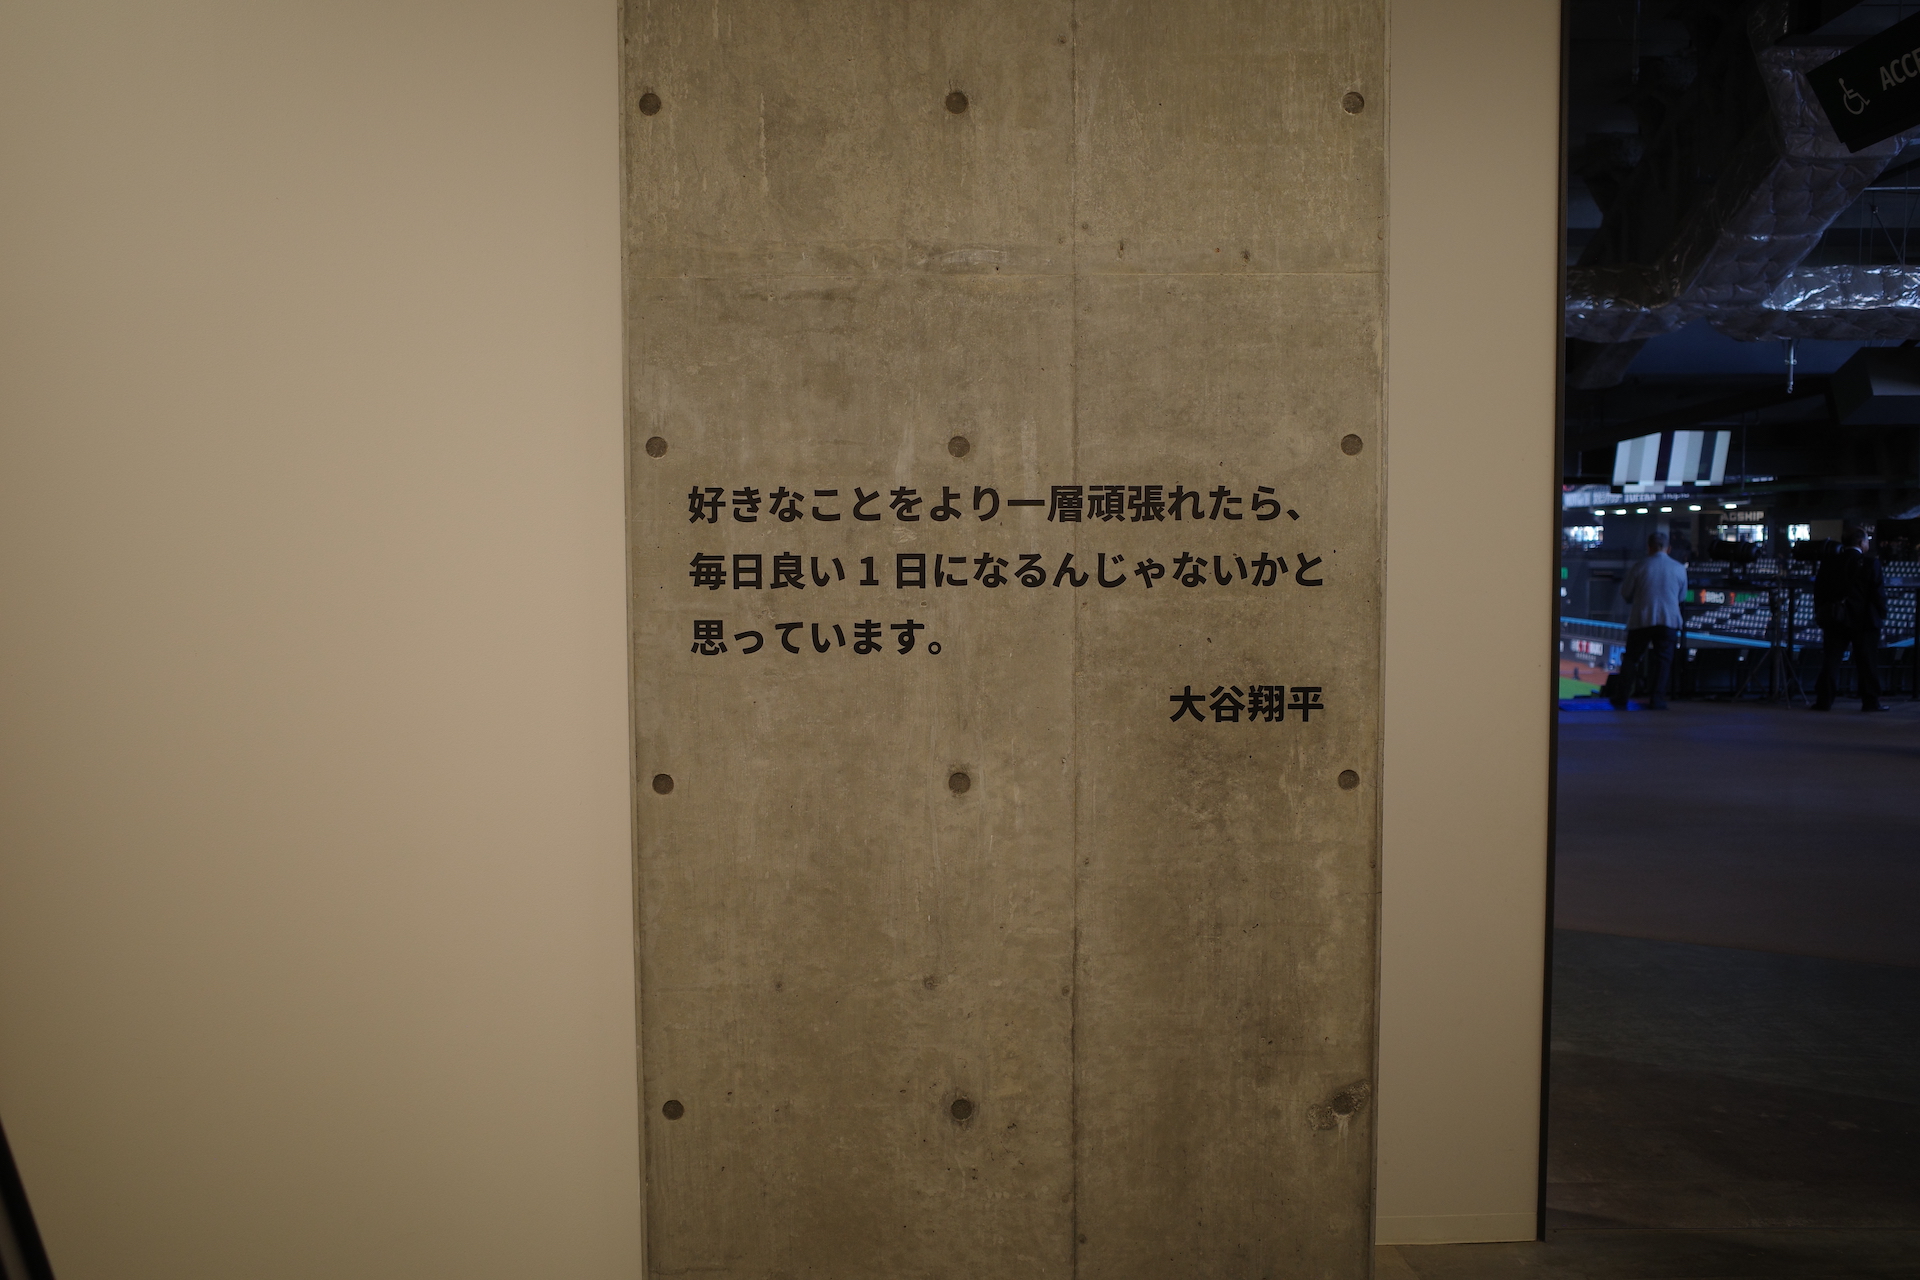 好きなことをより一層頑張れたら、
毎日良い1日になるんじゃないかと
思っています。
大谷翔平